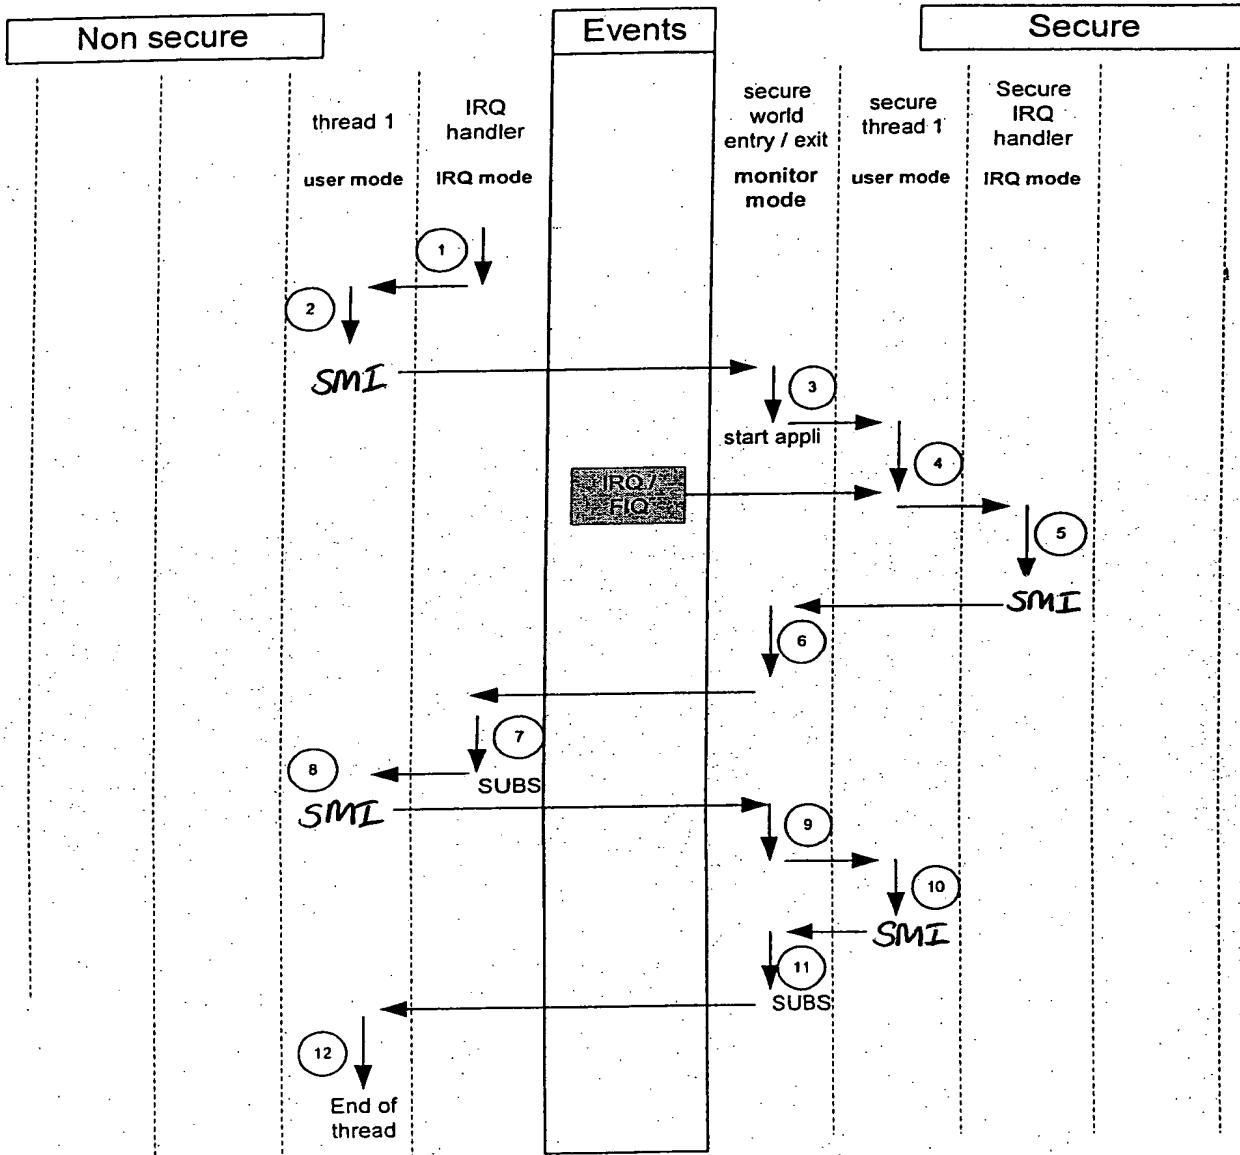 Non secure
Events
Secure
thread 1
user mode
IRQ
handler
IRQ mode
secure
world
entry / exit
monitor
mode
secure
thread 1
user mode
Secure
IRQ
handler
IRQ mode
1
2
SMI
3
start appli
4
IRQ /
FIQ
5
SMI
6
7
SUBS
8
SMI
9
10
SMI
11
SUBS
12
End of
thread